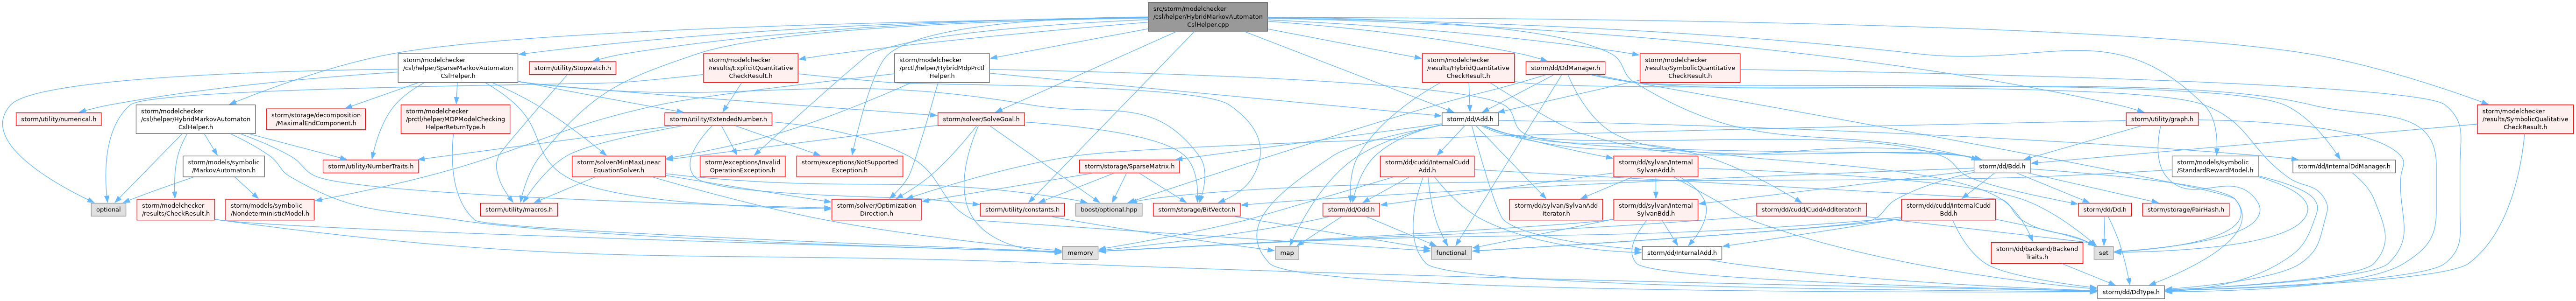 src/storm/modelchecker
/csl/helper/HybridMarkovAutomaton
CslHelper.cpp
storm/modelchecker
/csl/helper/SparseMarkovAutomaton
CslHelper.h
storm/utility/Stopwatch.h
storm/modelchecker
/results/ExplicitQuantitative
CheckResult.h
storm/modelchecker
/prctl/helper/HybridMdpPrctl
Helper.h
storm/modelchecker
/results/HybridQuantitative
CheckResult.h
storm/dd/DdManager.h
storm/modelchecker
/results/SymbolicQuantitative
CheckResult.h
storm/utility/numerical.h
storm/modelchecker
/csl/helper/HybridMarkovAutomaton
CslHelper.h
storm/storage/decomposition
/MaximalEndComponent.h
storm/modelchecker
/prctl/helper/MDPModelChecking
HelperReturnType.h
storm/utility/ExtendedNumber.h
storm/solver/SolveGoal.h
storm/dd/Add.h
storm/utility/graph.h
storm/modelchecker
/results/SymbolicQualitative
CheckResult.h
storm/models/symbolic
/MarkovAutomaton.h
storm/utility/NumberTraits.h
storm/solver/MinMaxLinear
EquationSolver.h
storm/exceptions/Invalid
OperationException.h
storm/exceptions/NotSupported
Exception.h
storm/storage/SparseMatrix.h
storm/dd/cudd/InternalCudd
Add.h
storm/dd/sylvan/Internal
SylvanAdd.h
storm/dd/Bdd.h
storm/models/symbolic
/StandardRewardModel.h
storm/dd/InternalDdManager.h
optional
storm/modelchecker
/results/CheckResult.h
storm/models/symbolic
/NondeterministicModel.h
storm/utility/macros.h
storm/solver/Optimization
Direction.h
storm/utility/constants.h
boost/optional.hpp
storm/storage/BitVector.h
storm/dd/Odd.h
storm/dd/sylvan/SylvanAdd
Iterator.h
storm/dd/sylvan/Internal
SylvanBdd.h
storm/dd/cudd/CuddAddIterator.h
storm/dd/cudd/InternalCudd
Bdd.h
storm/dd/Dd.h
storm/storage/PairHash.h
memory
map
functional
storm/dd/InternalAdd.h
storm/dd/backend/Backend
Traits.h
set
storm/dd/DdType.h